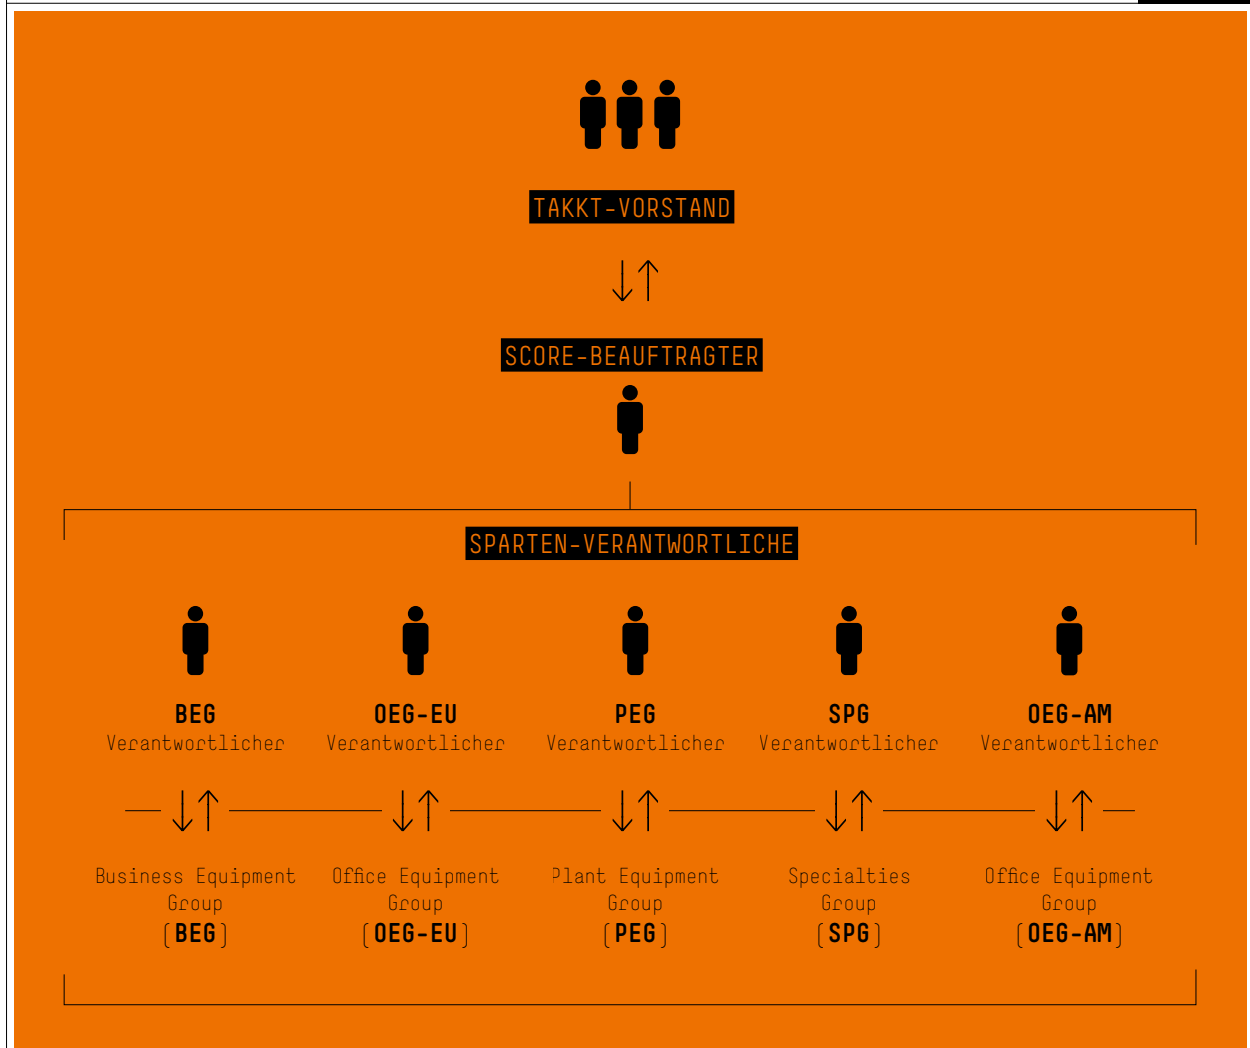 TAKKT-VORSTAND
SCORE-BEAUFTRAGTER
SPARTEN-VERANTWORTLICHE
BEG OEG-EU PEG SPG OEG-AM
Verantwortlicher Verantwortlicher Verantwortlicher Verantwortlicher Verantwortlicher
Business Equipment Office Equipment Plant Equipment Specialties Office Equipment
Group Group Group Group Group
(BEG) (OEG-EU) (PEG) (SPG) (OEG-AM)